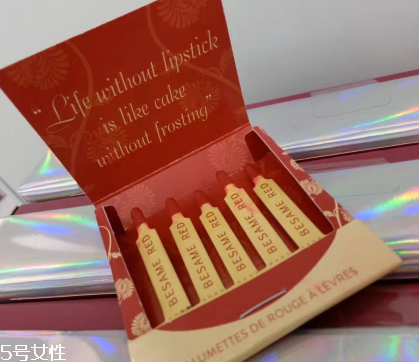 “Life without lipstick
is like cake
without frosting”
BESAME RED
BESAME RED
BESAME RED
BESAME RED
BESAME RED
LUMETTES DE ROUGE À LÈVRES
5号女性